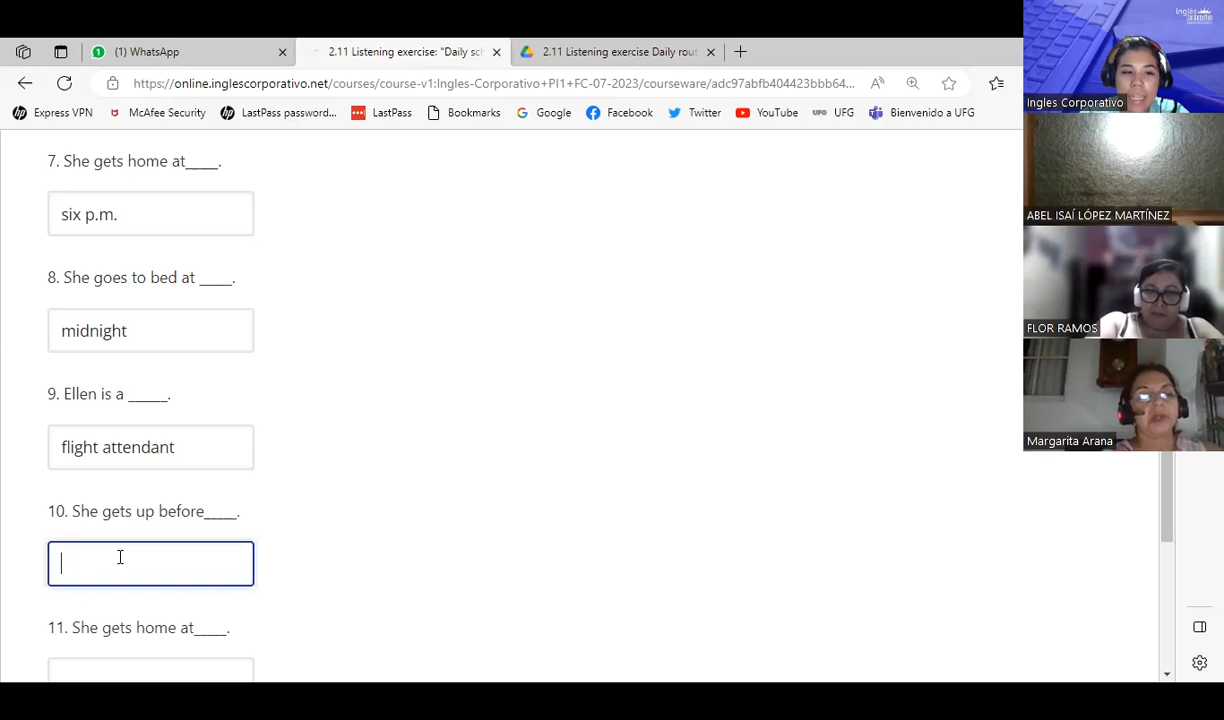 (1) WhatsApp
2.11 Listening exercise: "Daily sch
2.11 Listening exercise Daily rout
https://online.inglescorporativo.net/courses/course-v1:Ingles-Corporativo+PI1+FC-07-2023/courseware/adc97abfb404423bbb64...
Express VPN
McAfee Security
LastPass password...
LastPass
Bookmarks
Google
Facebook
Twitter
YouTube
UFG
Bienvenido a UFG
7. She gets home at____.
six p.m.
8. She goes to bed at ____.
midnight
9. Ellen is a _____.
flight attendant
10. She gets up before_____.
11. She gets home at____.
Ingles Corporativo
ABEL ISAÍ LÓPEZ MARTÍNEZ
FLOR RAMOS
Margarita Arana